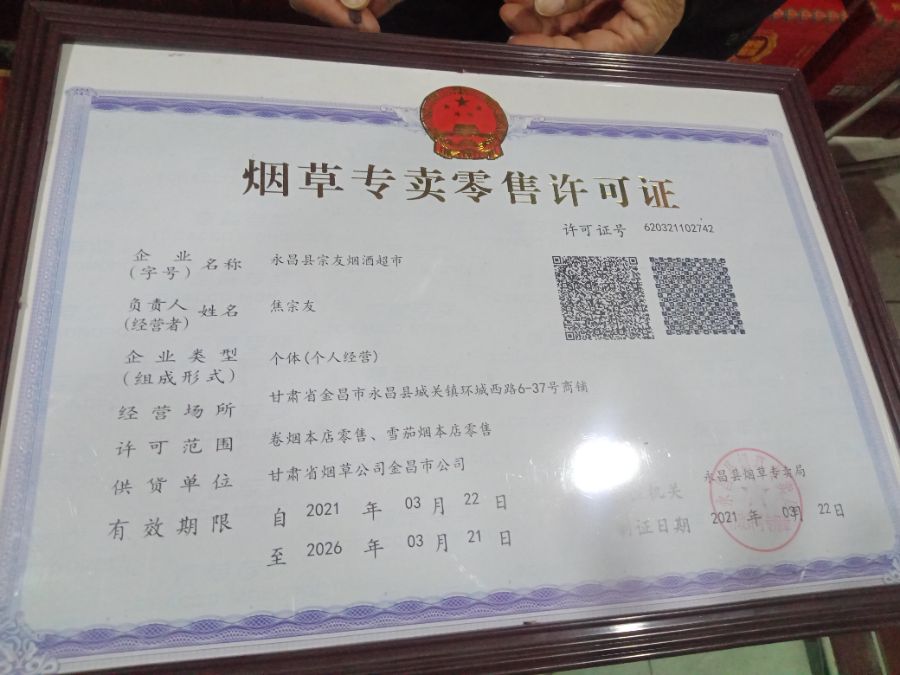 烟草专卖零售许可证
许可证号 620321102742
企业(字号)名称 永昌县宗友烟酒超市
负责人(经营者)姓名 焦宗友
企业类型(组成形式) 个体(个人经营)
经营场所 甘肃省金昌市永昌县城关镇环城西路6-37号商铺
许可范围 卷烟本店零售、雪茄烟本店零售
供货单位 甘肃省烟草公司金昌市公司
有效期限 自 2021 年 03 月 22 日
至 2026 年 03 月 21 日
机关 永昌县烟草专卖局
证日期 2021 年 03 月 22 日